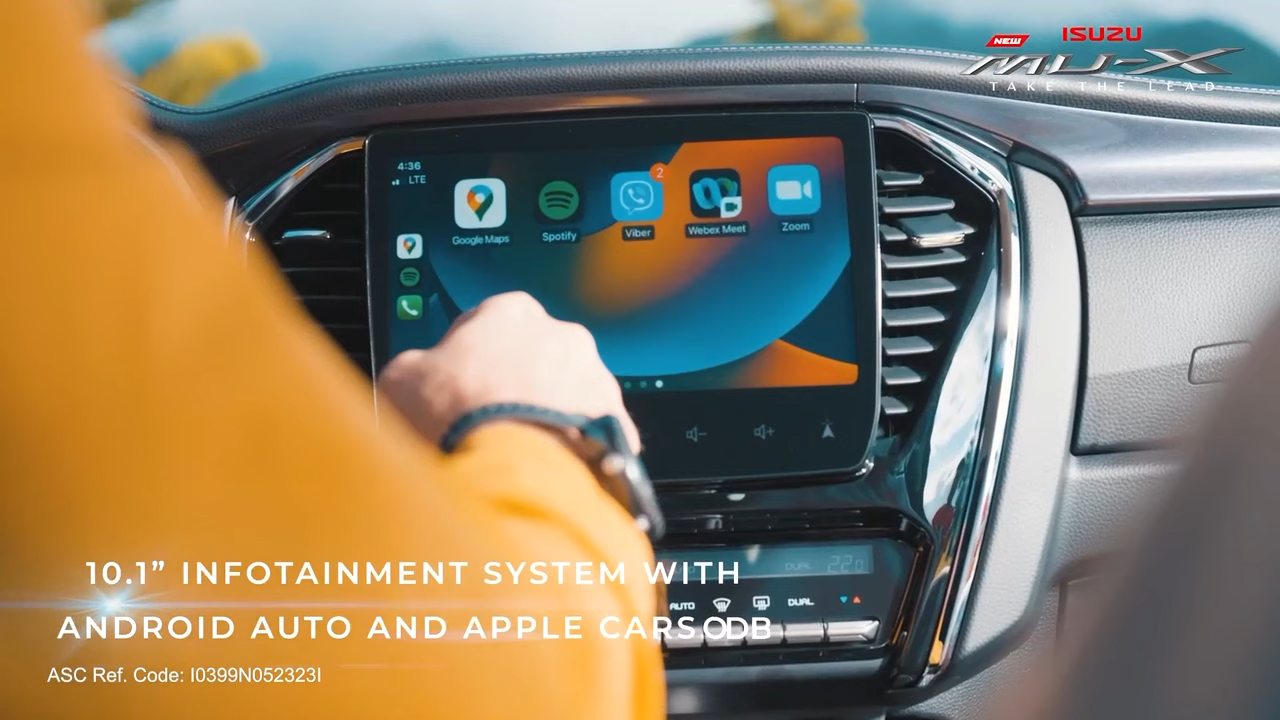 NEW
ISUZU
MU-X
TAKE THE LEAD
4:36
LTE
2
Google Maps
Spotify
Viber
Webex Meet
Zoom
DUAL 22.0
AUTO
DUAL
10.1” INFOTAINMENT SYSTEM WITH
ANDROID AUTO AND APPLE CARSODB
ASC Ref. Code: I0399N052323I